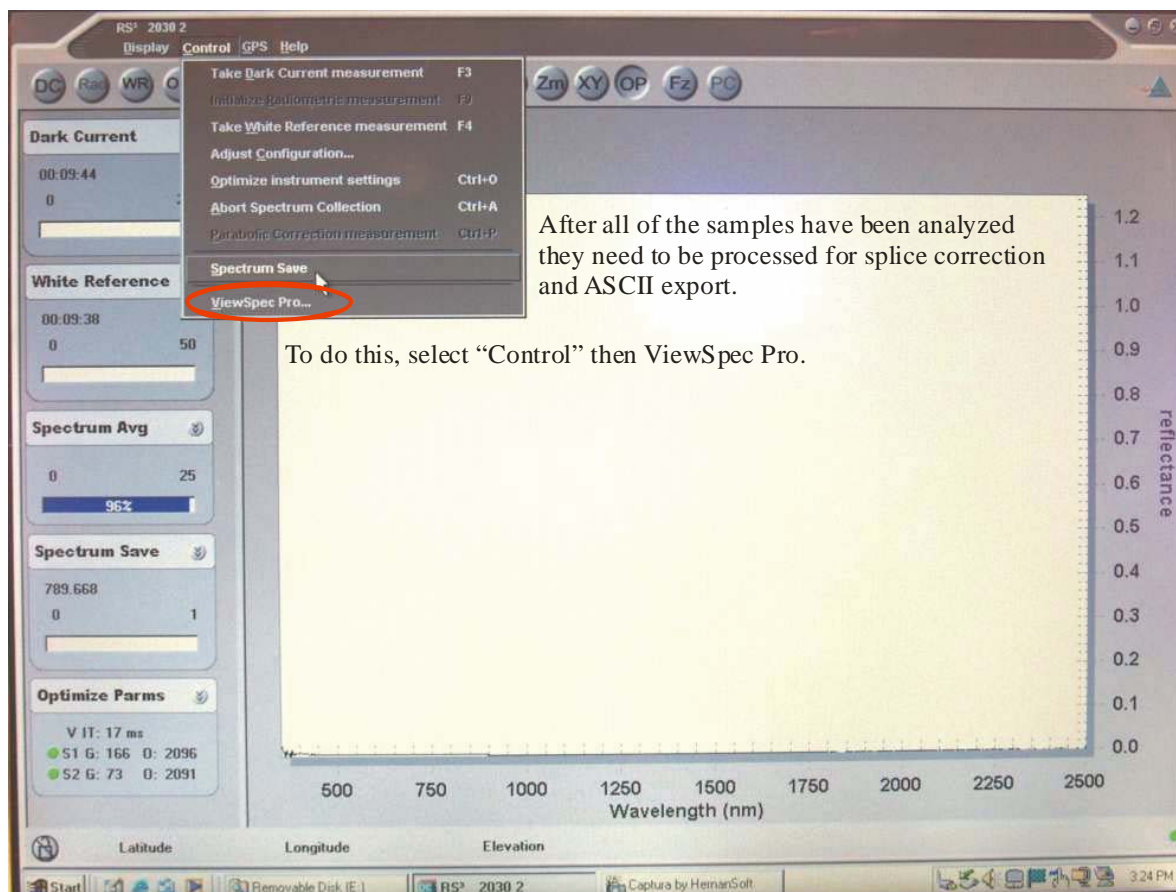 RS³ 2030 2
Display Control GPS Help
DC Rad WR Zm XY OP Fz PC
Take Dark Current measurement F3
Initialize Radiometric measurement F9
Take White Reference measurement F4
Adjust Configuration...
Optimize instrument settings Ctrl+O
Abort Spectrum Collection Ctrl+A
Parabolic Correction measurement Ctrl+P
Spectrum Save
ViewSpec Pro...
Dark Current
00:09:44
0
White Reference
00:09:38
0 50
Spectrum Avg
0 25
96%
Spectrum Save
789.668
0 1
Optimize Parms
V IT: 17 ms
S1 G: 166 O: 2096
S2 G: 73 O: 2091
After all of the samples have been analyzed
they need to be processed for splice correction
and ASCII export.
To do this, select “Control” then ViewSpec Pro.
1.2
1.1
1.0
0.9
0.8
0.7
0.6
0.5
0.4
0.3
0.2
0.1
0.0
reflectance
500 750 1000 1250 1500 1750 2000 2250 2500
Wavelength (nm)
Latitude Longitude Elevation
Start Removable Disk (E:) RS³ 2030 2 Captura by HernanSoft 3:24 PM